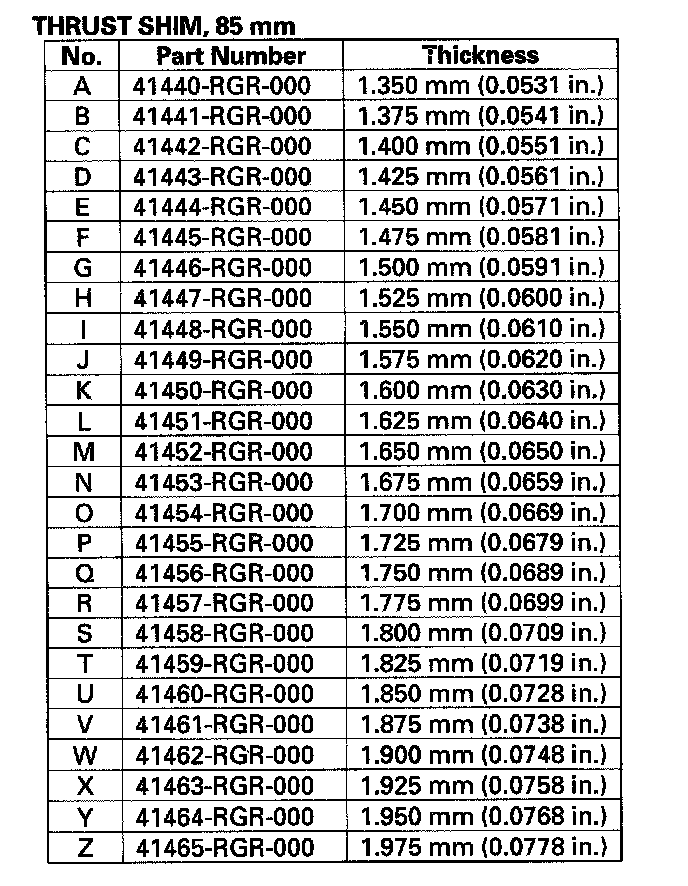 THRUST SHIM, 85 mm
No. Part Number Thickness
A 41440-RGR-000 1.350 mm (0.0531 in.)
B 41441-RGR-000 1.375 mm (0.0541 in.)
C 41442-RGR-000 1.400 mm (0.0551 in.)
D 41443-RGR-000 1.425 mm (0.0561 in.)
E 41444-RGR-000 1.450 mm (0.0571 in.)
F 41445-RGR-000 1.475 mm (0.0581 in.)
G 41446-RGR-000 1.500 mm (0.0591 in.)
H 41447-RGR-000 1.525 mm (0.0600 in.)
I 41448-RGR-000 1.550 mm (0.0610 in.)
J 41449-RGR-000 1.575 mm (0.0620 in.)
K 41450-RGR-000 1.600 mm (0.0630 in.)
L 41451-RGR-000 1.625 mm (0.0640 in.)
M 41452-RGR-000 1.650 mm (0.0650 in.)
N 41453-RGR-000 1.675 mm (0.0659 in.)
O 41454-RGR-000 1.700 mm (0.0669 in.)
P 41455-RGR-000 1.725 mm (0.0679 in.)
Q 41456-RGR-000 1.750 mm (0.0689 in.)
R 41457-RGR-000 1.775 mm (0.0699 in.)
S 41458-RGR-000 1.800 mm (0.0709 in.)
T 41459-RGR-000 1.825 mm (0.0719 in.)
U 41460-RGR-000 1.850 mm (0.0728 in.)
V 41461-RGR-000 1.875 mm (0.0738 in.)
W 41462-RGR-000 1.900 mm (0.0748 in.)
X 41463-RGR-000 1.925 mm (0.0758 in.)
Y 41464-RGR-000 1.950 mm (0.0768 in.)
Z 41465-RGR-000 1.975 mm (0.0778 in.)